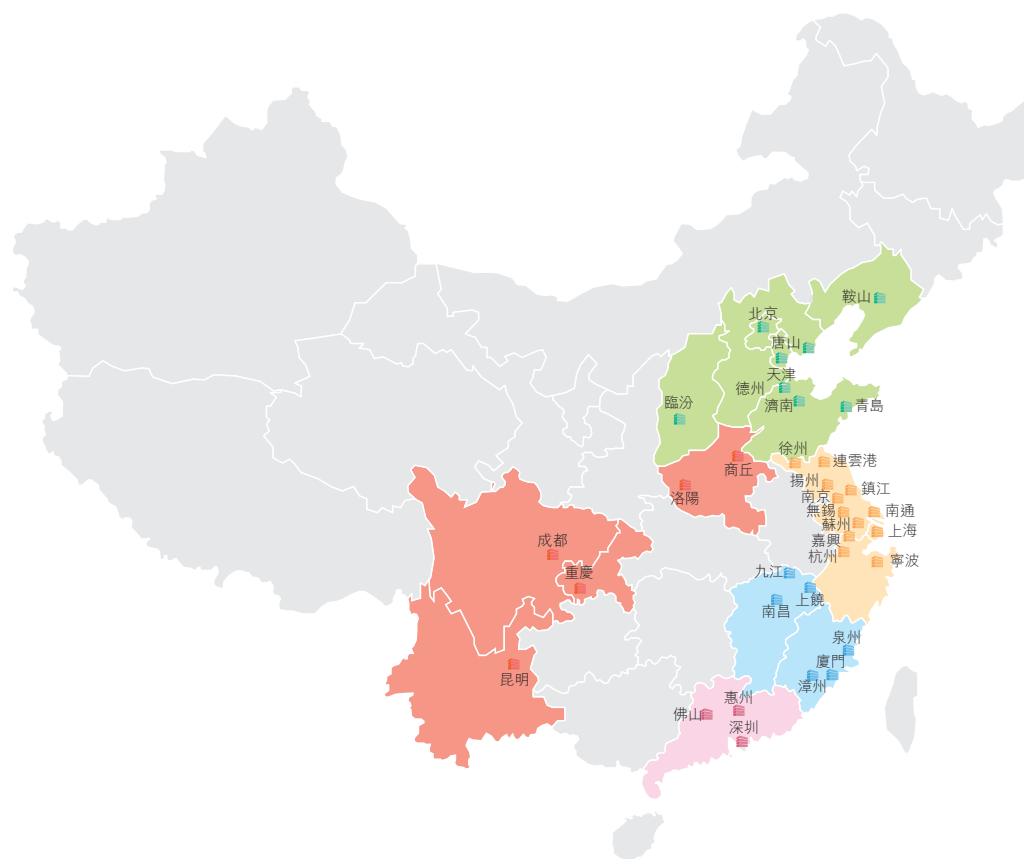 鞍山
北京
唐山
天津
德州
濟南
青島
臨汾
徐州
連雲港
商丘
洛陽
揚州
鎮江
南京
無錫
南通
蘇州
上海
嘉興
杭州
寧波
成都
重慶
九江
上饒
南昌
泉州
廈門
漳州
昆明
惠州
佛山
深圳